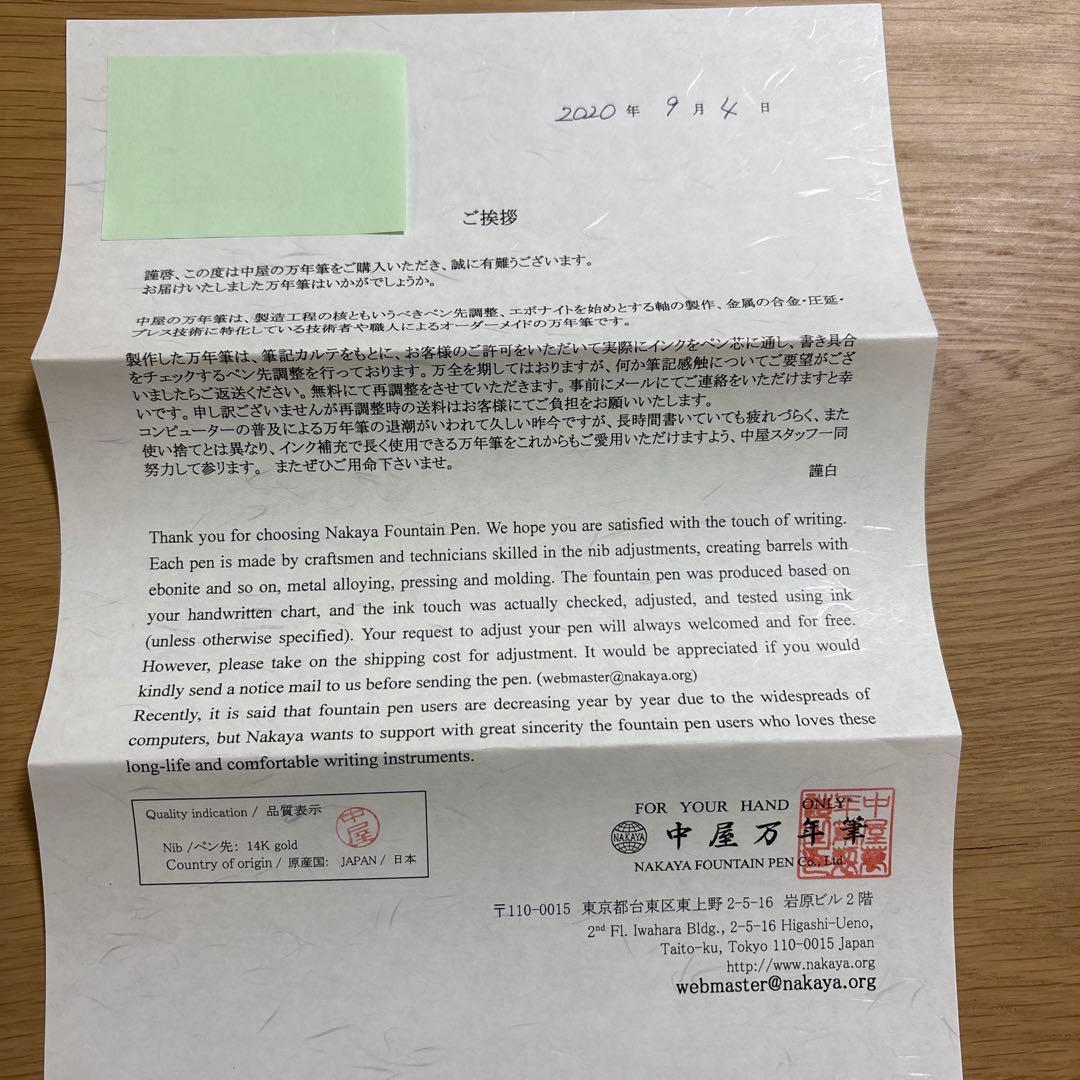 2020 年 9 月 4 日
ご挨拶
謹啓、この度は中屋の万年筆をご購入いただき、誠に有難うございます。
お届けいたしました万年筆はいかがでしょうか。
中屋の万年筆は、製造工程の核ともいうべきペン先調整、エボナイトを始めとする軸の製作、金属の合金・圧延・
プレス技術に特化している技術者や職人によるオーダーメイドの万年筆です。
製作した万年筆は、筆記カルテをもとに、お客様のご許可をいただいて実際にインクをペン芯に通し、書き具合
をチェックするペン先調整を行っております。万全を期してはおりますが、何か筆記感触についてご要望がござ
いましたらご返送ください。無料にて再調整をさせていただきます。事前にメールにてご連絡をいただけますと幸
いです。申し訳ございませんが再調整時の送料はお客様にてご負担をお願いいたします。
コンピューターの普及による万年筆の退潮がいわれて久しい昨今ですが、長時間書いていても疲れづらく、また
使い捨てとは異なり、インク補充で長く使用できる万年筆をこれからもご愛用いただけますよう、中屋スタッフ一同
努力して参ります。 またぜひご用命下さいませ。
謹白
Thank you for choosing Nakaya Fountain Pen. We hope you are satisfied with the touch of writing.
Each pen is made by craftsmen and technicians skilled in the nib adjustments, creating barrels with
ebonite and so on, metal alloying, pressing and molding. The fountain pen was produced based on
your handwritten chart, and the ink touch was actually checked, adjusted, and tested using ink
(unless otherwise specified). Your request to adjust your pen will always welcomed and for free.
However, please take on the shipping cost for adjustment. It would be appreciated if you would
kindly send a notice mail to us before sending the pen. (webmaster@nakaya.org)
Recently, it is said that fountain pen users are decreasing year by year due to the widespreads of
computers, but Nakaya wants to support with great sincerity the fountain pen users who loves these
long-life and comfortable writing instruments.
Quality indication / 品質表示
中屋
Nib /ペン先: 14K gold
Country of origin / 原産国: JAPAN / 日本
FOR YOUR HAND ONLY
NAKAYA
中屋万年筆
NAKAYA FOUNTAIN PEN Co., Ltd.
〒110-0015 東京都台東区東上野 2-5-16 岩原ビル 2 階
2nd Fl. Iwahara Bldg., 2-5-16 Higashi-Ueno,
Taito-ku, Tokyo 110-0015 Japan
http://www.nakaya.org
webmaster@nakaya.org